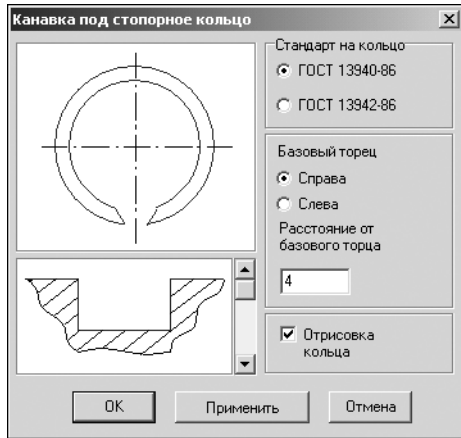 Канавка под стопорное кольцо
Стандарт на кольцо
ГОСТ 13940-86
ГОСТ 13942-86
Базовый торец
Справа
Слева
Расстояние от
базового торца
4
Отрисовка
кольца
OK
Применить
Отмена